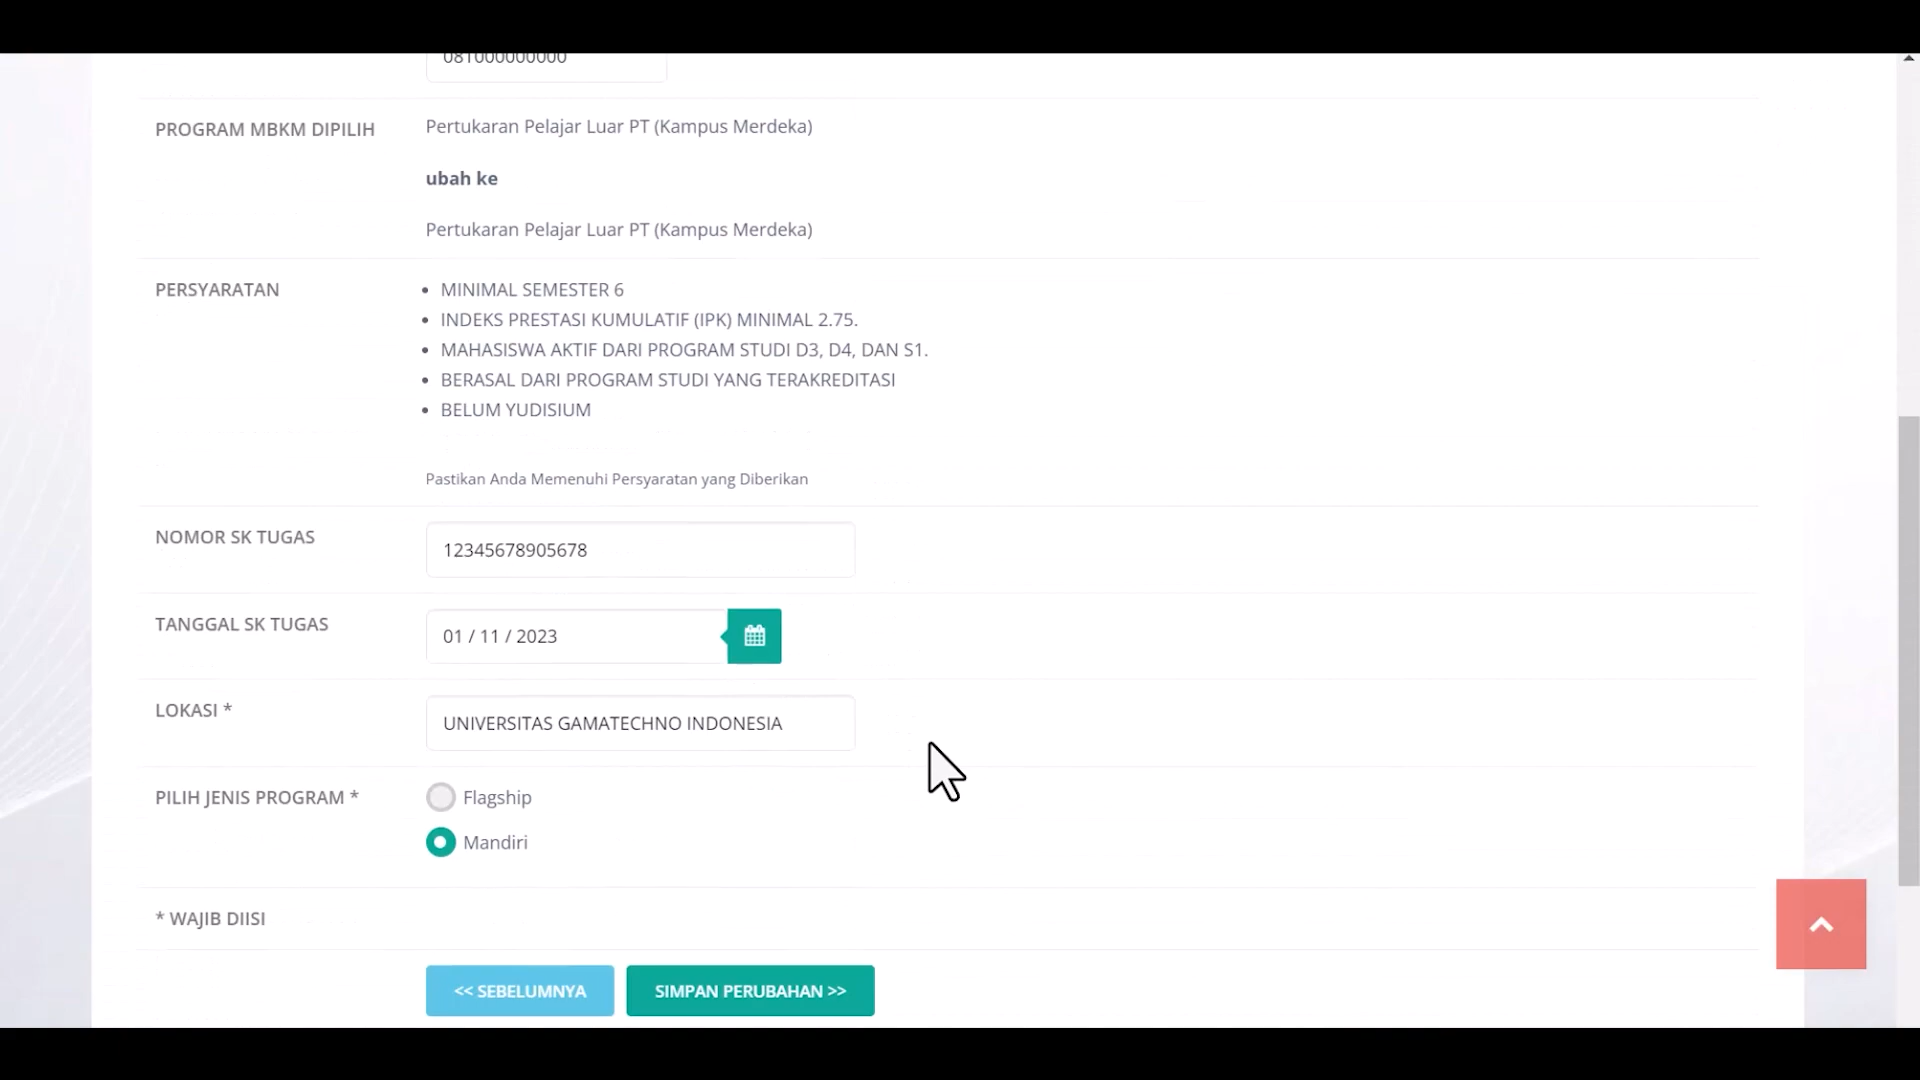 081000000000
PROGRAM MBKM DIPILIH
Pertukaran Pelajar Luar PT (Kampus Merdeka)
ubah ke
Pertukaran Pelajar Luar PT (Kampus Merdeka)
PERSYARATAN
• MINIMAL SEMESTER 6
• INDEKS PRESTASI KUMULATIF (IPK) MINIMAL 2.75.
• MAHASISWA AKTIF DARI PROGRAM STUDI D3, D4, DAN S1.
• BERASAL DARI PROGRAM STUDI YANG TERAKREDITASI
• BELUM YUDISIUM
Pastikan Anda Memenuhi Persyaratan yang Diberikan
NOMOR SK TUGAS
12345678905678
TANGGAL SK TUGAS
01 / 11 / 2023
LOKASI *
UNIVERSITAS GAMATECHNO INDONESIA
PILIH JENIS PROGRAM *
Flagship
Mandiri
* WAJIB DIISI
<< SEBELUMNYA
SIMPAN PERUBAHAN >>